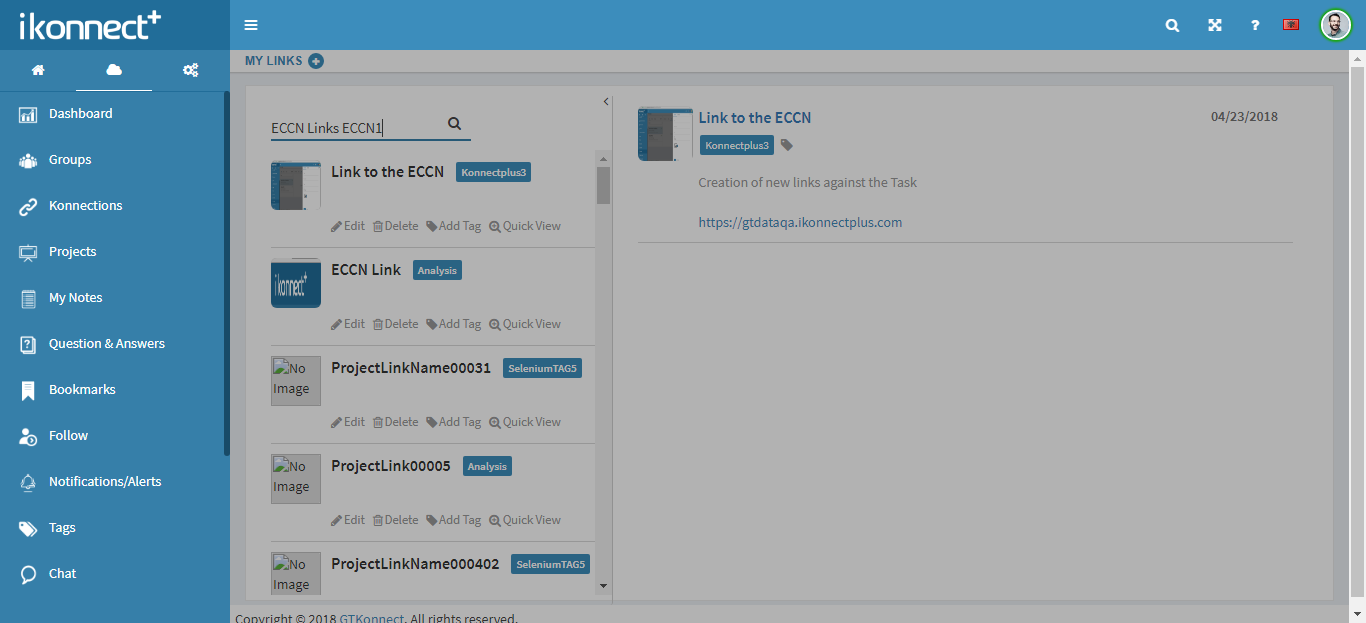 ikonnect+
MY LINKS
Dashboard
Groups
Konnections
Projects
My Notes
Question & Answers
Bookmarks
Follow
Notifications/Alerts
Tags
Chat
ECCN Links ECCN1
Link to the ECCN Konnectplus3
Edit Delete Add Tag Quick View
ikonnect+
ECCN Link Analysis
Edit Delete Add Tag Quick View
No Image
ProjectLinkName00031 SeleniumTAG5
Edit Delete Add Tag Quick View
No Image
ProjectLink00005 Analysis
Edit Delete Add Tag Quick View
No Image
ProjectLinkName000402 SeleniumTAG5
Link to the ECCN 04/23/2018
Konnectplus3
Creation of new links against the Task
https://gtdataqa.ikonnectplus.com
Copyright © 2018 GTKonnect. All rights reserved.